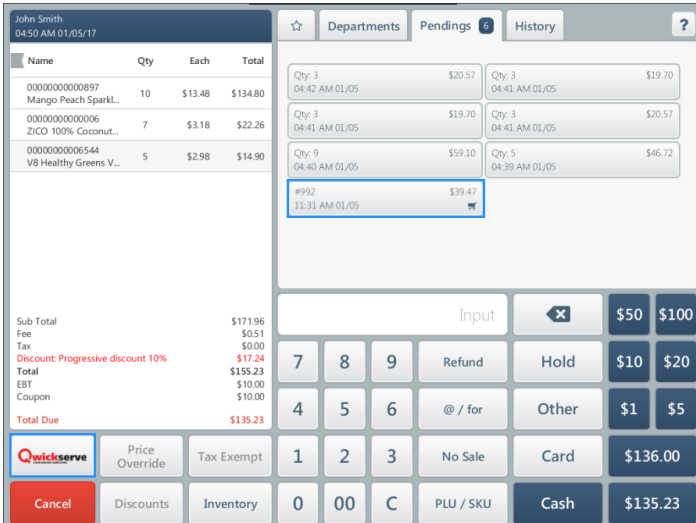 John Smith
04:50 AM 01/05/17
Name Qty Each Total
00000000000897
Mango Peach Sparkl... 10 $13.48 $134.80
00000000000006
ZICO 100% Coconut... 7 $3.18 $22.26
00000000006544
V8 Healthy Greens V... 5 $2.98 $14.90
Sub Total $171.96
Fee $0.51
Tax $0.00
Discount: Progressive discount 10% $17.24
Total $155.23
EBT $10.00
Coupon $10.00
Total Due $135.23
Qwickserve
Price Override
Tax Exempt
Cancel
Discounts
Inventory
Departments Pendings 6 History ?
Qty: 3 $20.57
04:42 AM 01/05
Qty: 3 $19.70
04:41 AM 01/05
Qty: 3 $19.70
04:41 AM 01/05
Qty: 3 $20.57
04:41 AM 01/05
Qty: 9 $59.10
04:40 AM 01/05
Qty: 5 $46.72
04:39 AM 01/05
#992 $39.47
11:31 AM 01/05
Input $50 $100
7 8 9 Refund Hold $10 $20
4 5 6 @ / for Other $1 $5
1 2 3 No Sale Card $136.00
0 00 C PLU / SKU Cash $135.23